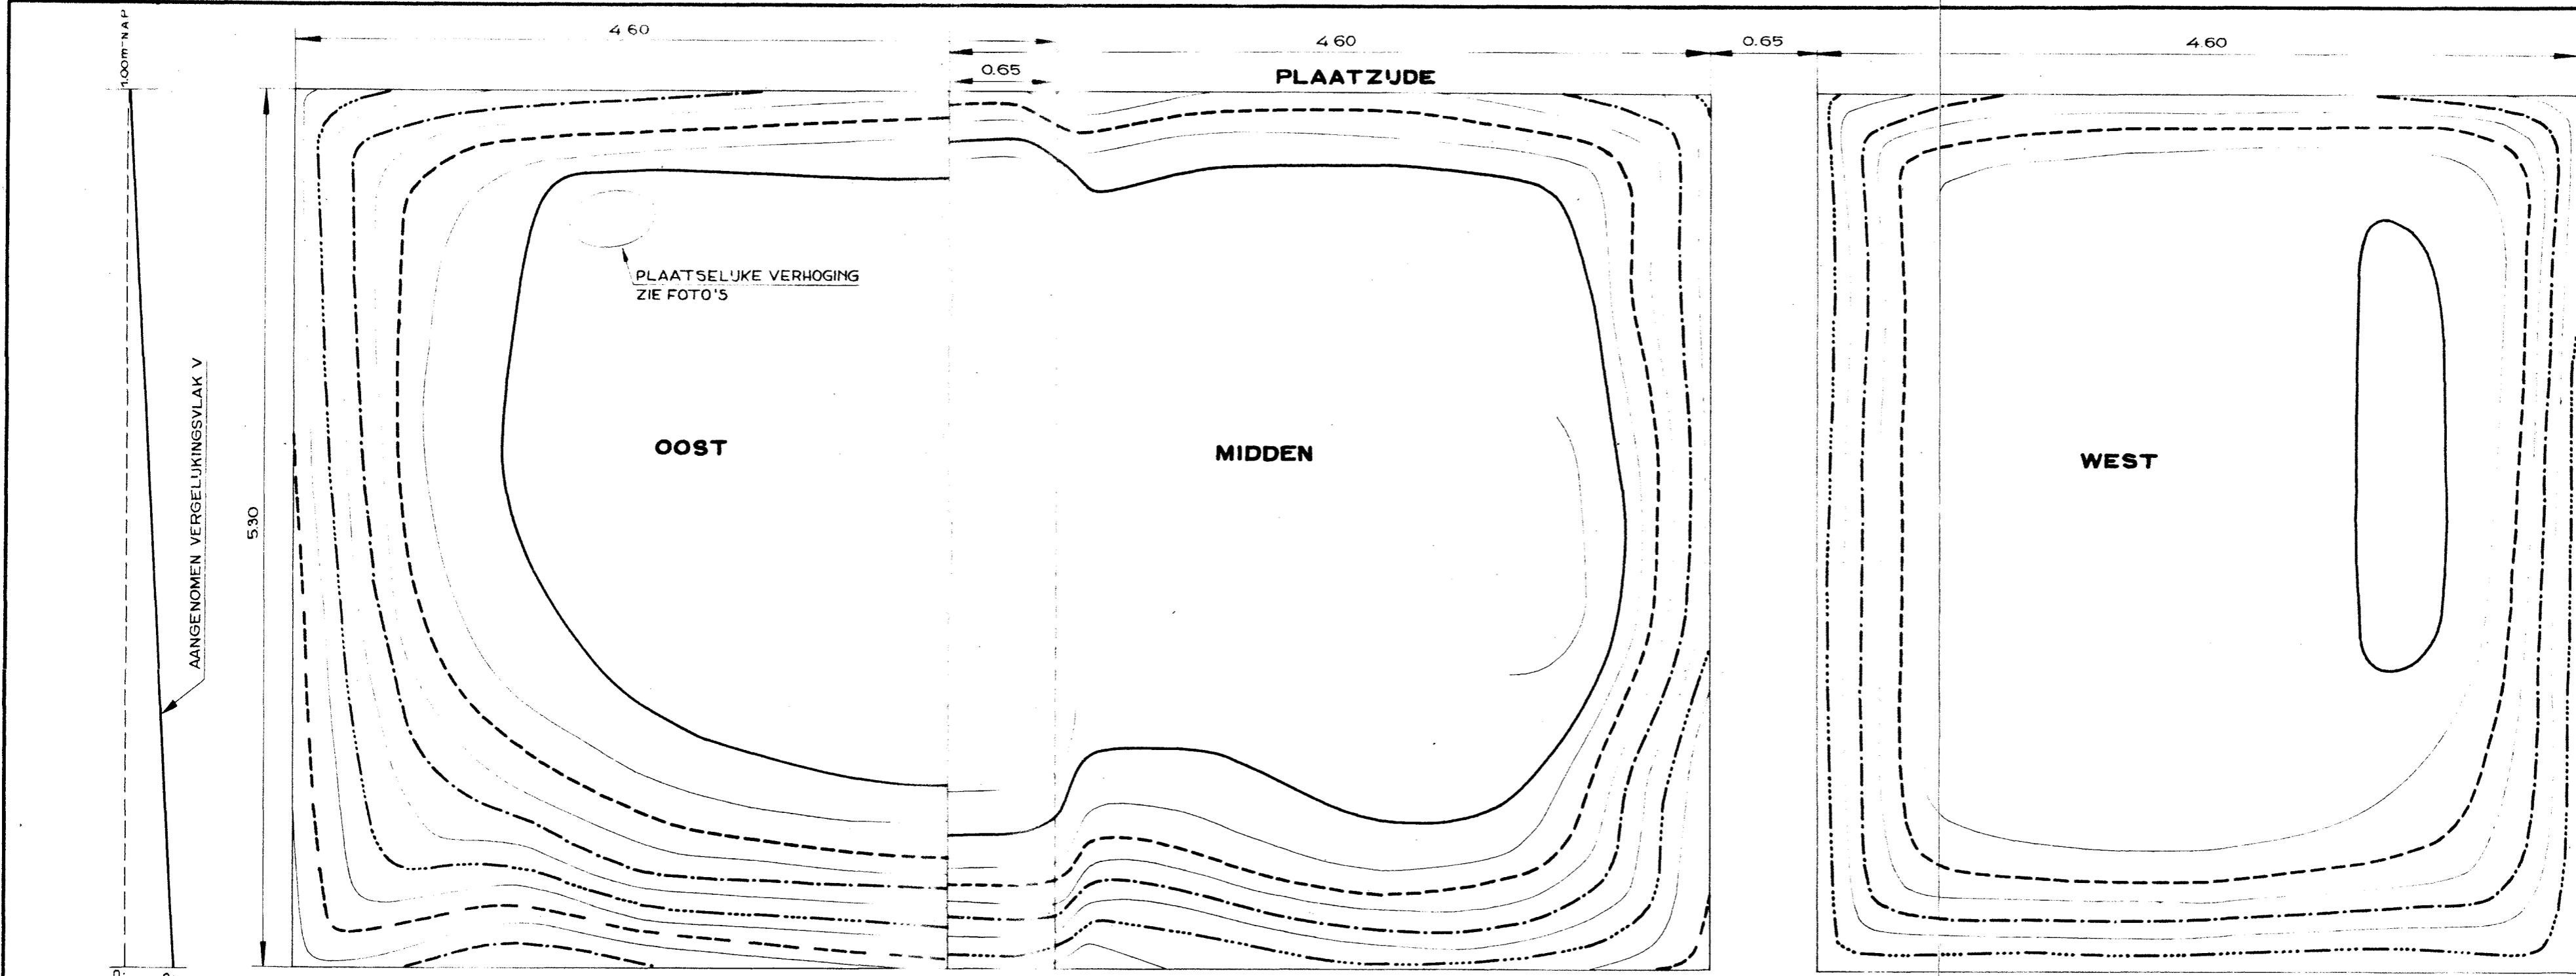 1.00m-NAP
4.60
4.60
0.65
4.60
0.65
PLAATZIJDE
PLAATSELIJKE VERHOGING
ZIE FOTO'S
AANGENOMEN VERGELIJKINGSVLAK V
5.30
OOST
MIDDEN
WEST